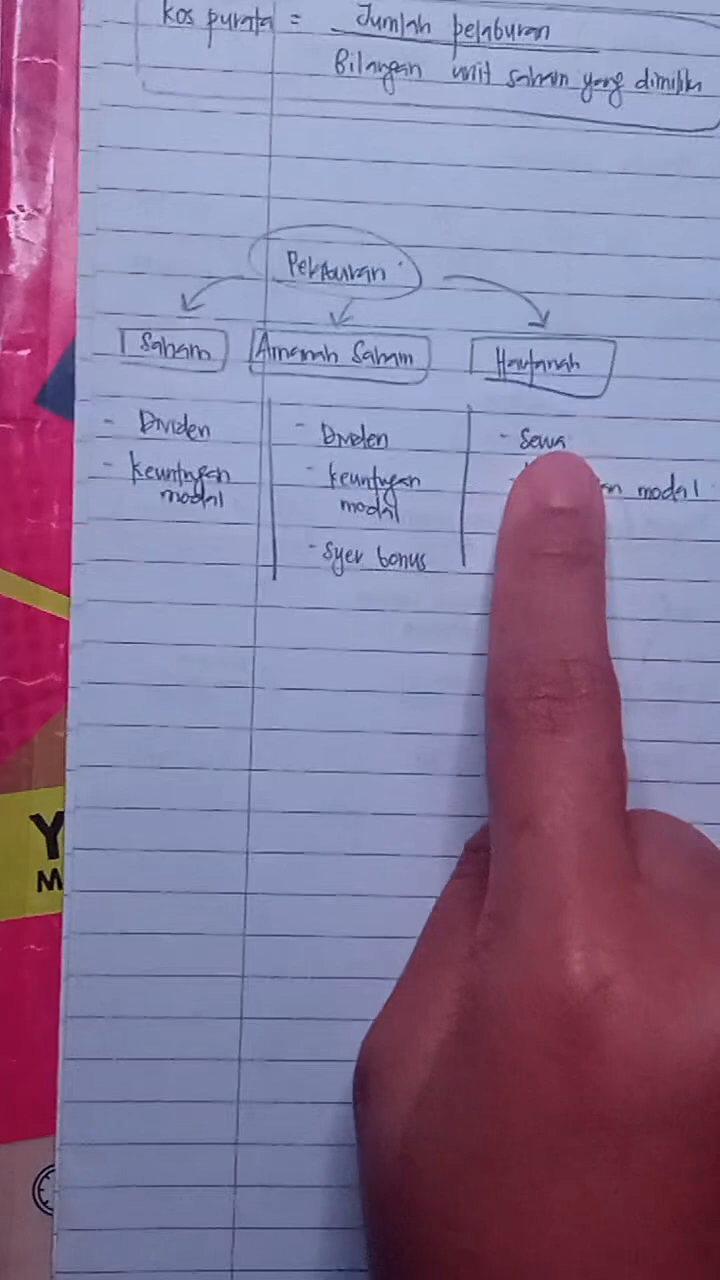 kos purata = Jumlah pelaburan
Bilangan unit saham yang dimiliki
Pelaburan
Saham
Amanah Saham
Hartanah
- Dividen
- keuntungan
modal
- Dividen
- keuntungan
modal
- Syer bonus
- Sewa
modal
Y
M